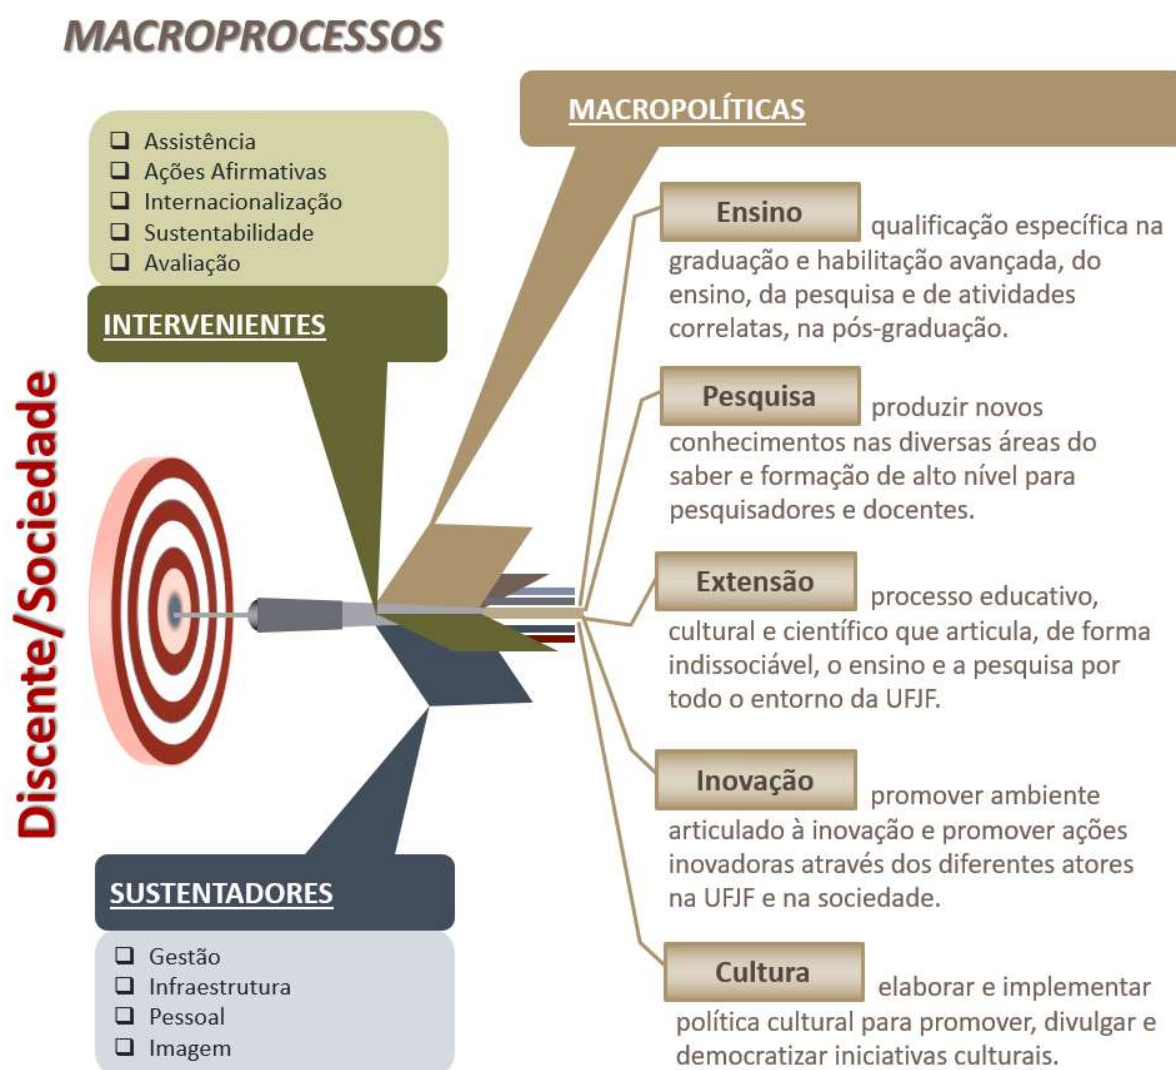 MACROPROCESSOS
Assistência
Ações Afirmativas
Internacionalização
Sustentabilidade
Avaliação
INTERVENIENTES
Discente/Sociedade
SUSTENTADORES
Gestão
Infraestrutura
Pessoal
Imagem
MACROPOLÍTICAS
Ensino qualificação específica na
graduação e habilitação avançada, do
ensino, da pesquisa e de atividades
correlatas, na pós-graduação.
Pesquisa produzir novos
conhecimentos nas diversas áreas do
saber e formação de alto nível para
pesquisadores e docentes.
Extensão processo educativo,
cultural e científico que articula, de forma
indissociável, o ensino e a pesquisa por
todo o entorno da UFJF.
Inovação promover ambiente
articulado à inovação e promover ações
inovadoras através dos diferentes atores
na UFJF e na sociedade.
Cultura elaborar e implementar
política cultural para promover, divulgar e
democratizar iniciativas culturais.